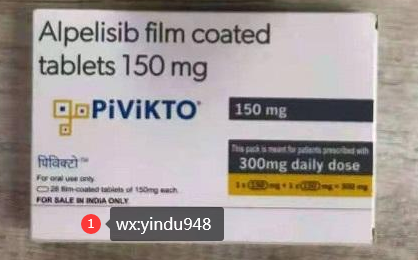 Alpelisib film coated
tablets 150 mg
PiViKTO
150 mg
This pack is meant for patients prescribed with
300mg daily dose
पिविक्टो™
For oral use only.
28 film-coated tablets of 150mg each.
FOR SALE IN INDIA ONLY
1 wx:yindu948